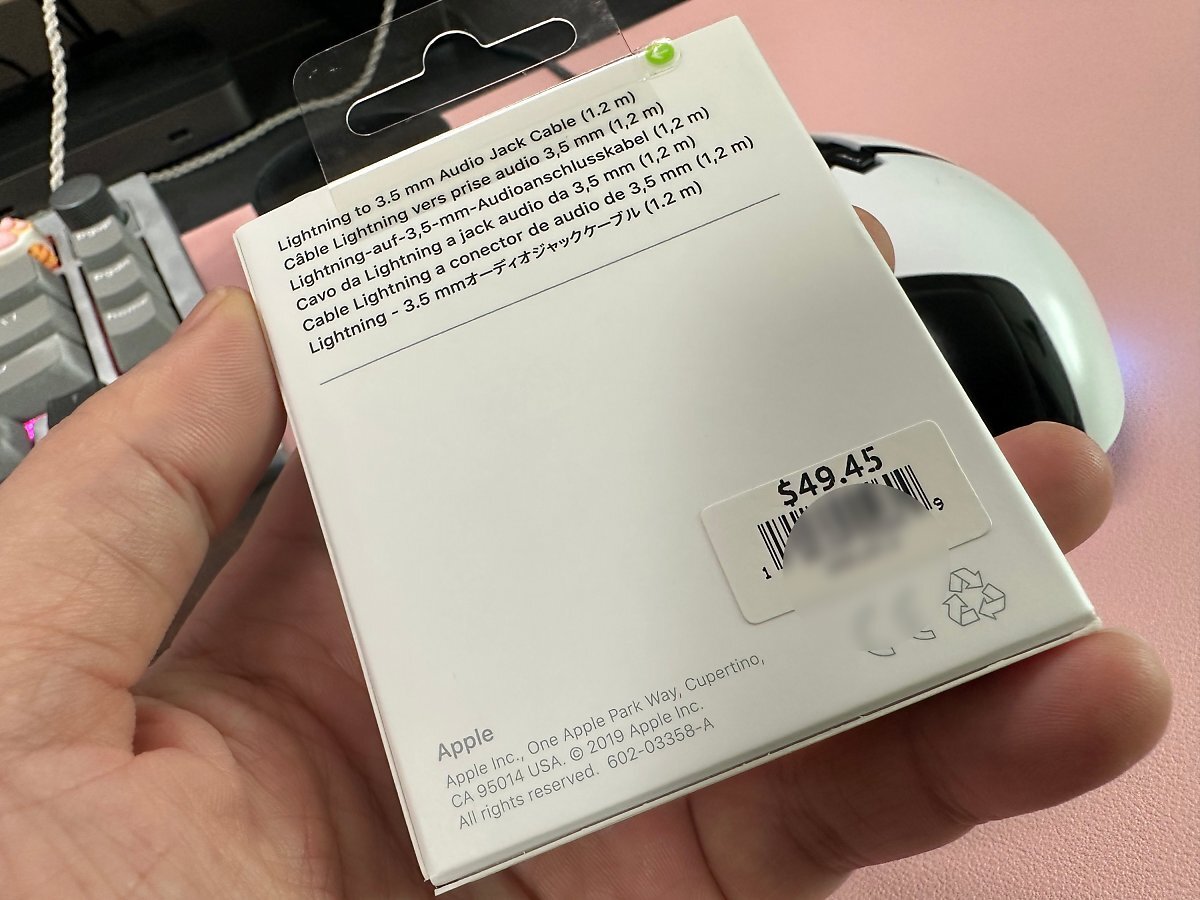 Lightning to 3.5 mm Audio Jack Cable (1.2 m)
Câble Lightning vers prise audio 3,5 mm (1,2 m)
Lightning-auf-3,5-mm-Audioanschlusskabel (1,2 m)
Cavo da Lightning a jack audio da 3,5 mm (1,2 m)
Cable Lightning a conector de audio de 3,5 mm (1,2 m)
Lightning - 3.5 mmオーディオジャックケーブル (1.2 m)
$49.45
1 9
Apple
Apple Inc., One Apple Park Way, Cupertino,
CA 95014 USA. © 2019 Apple Inc.
All rights reserved. 602-03358-A